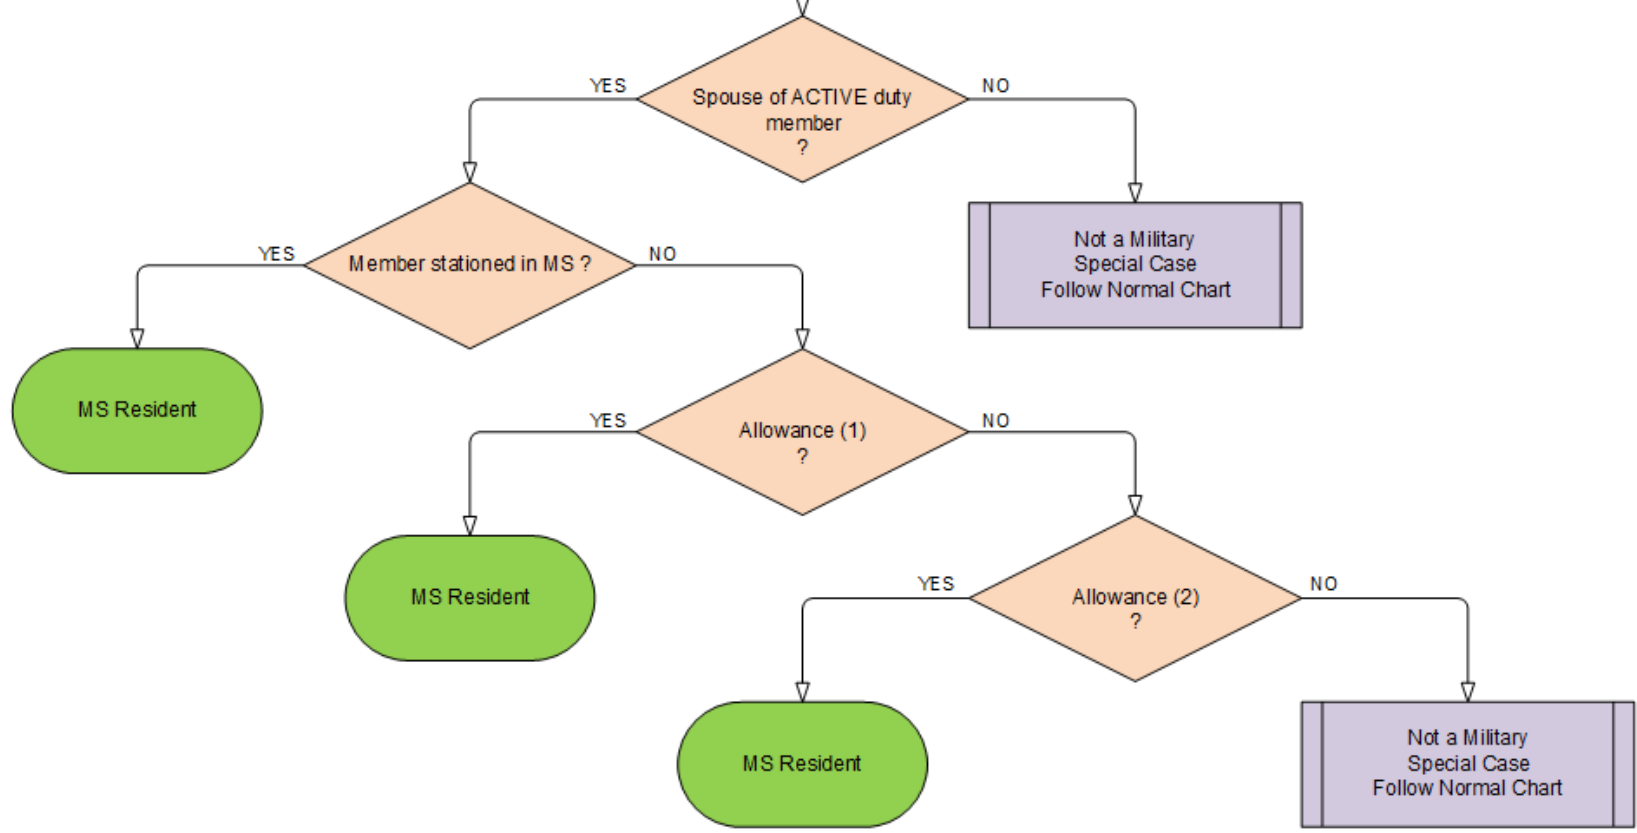 YES
NO
Spouse of ACTIVE duty
member
?
YES
NO
Member stationed in MS ?
Not a Military
Special Case
Follow Normal Chart
MS Resident
YES
NO
Allowance (1)
?
MS Resident
YES
NO
Allowance (2)
?
MS Resident
Not a Military
Special Case
Follow Normal Chart